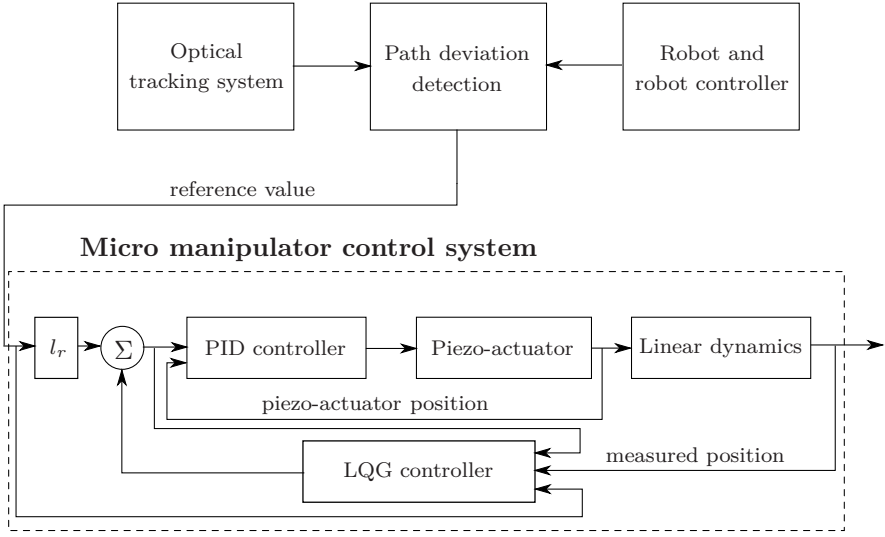 Optical
tracking system
Path deviation
detection
Robot and
robot controller
reference value
Micro manipulator control system
l_r
Σ
PID controller
Piezo-actuator
Linear dynamics
piezo-actuator position
LQG controller
measured position